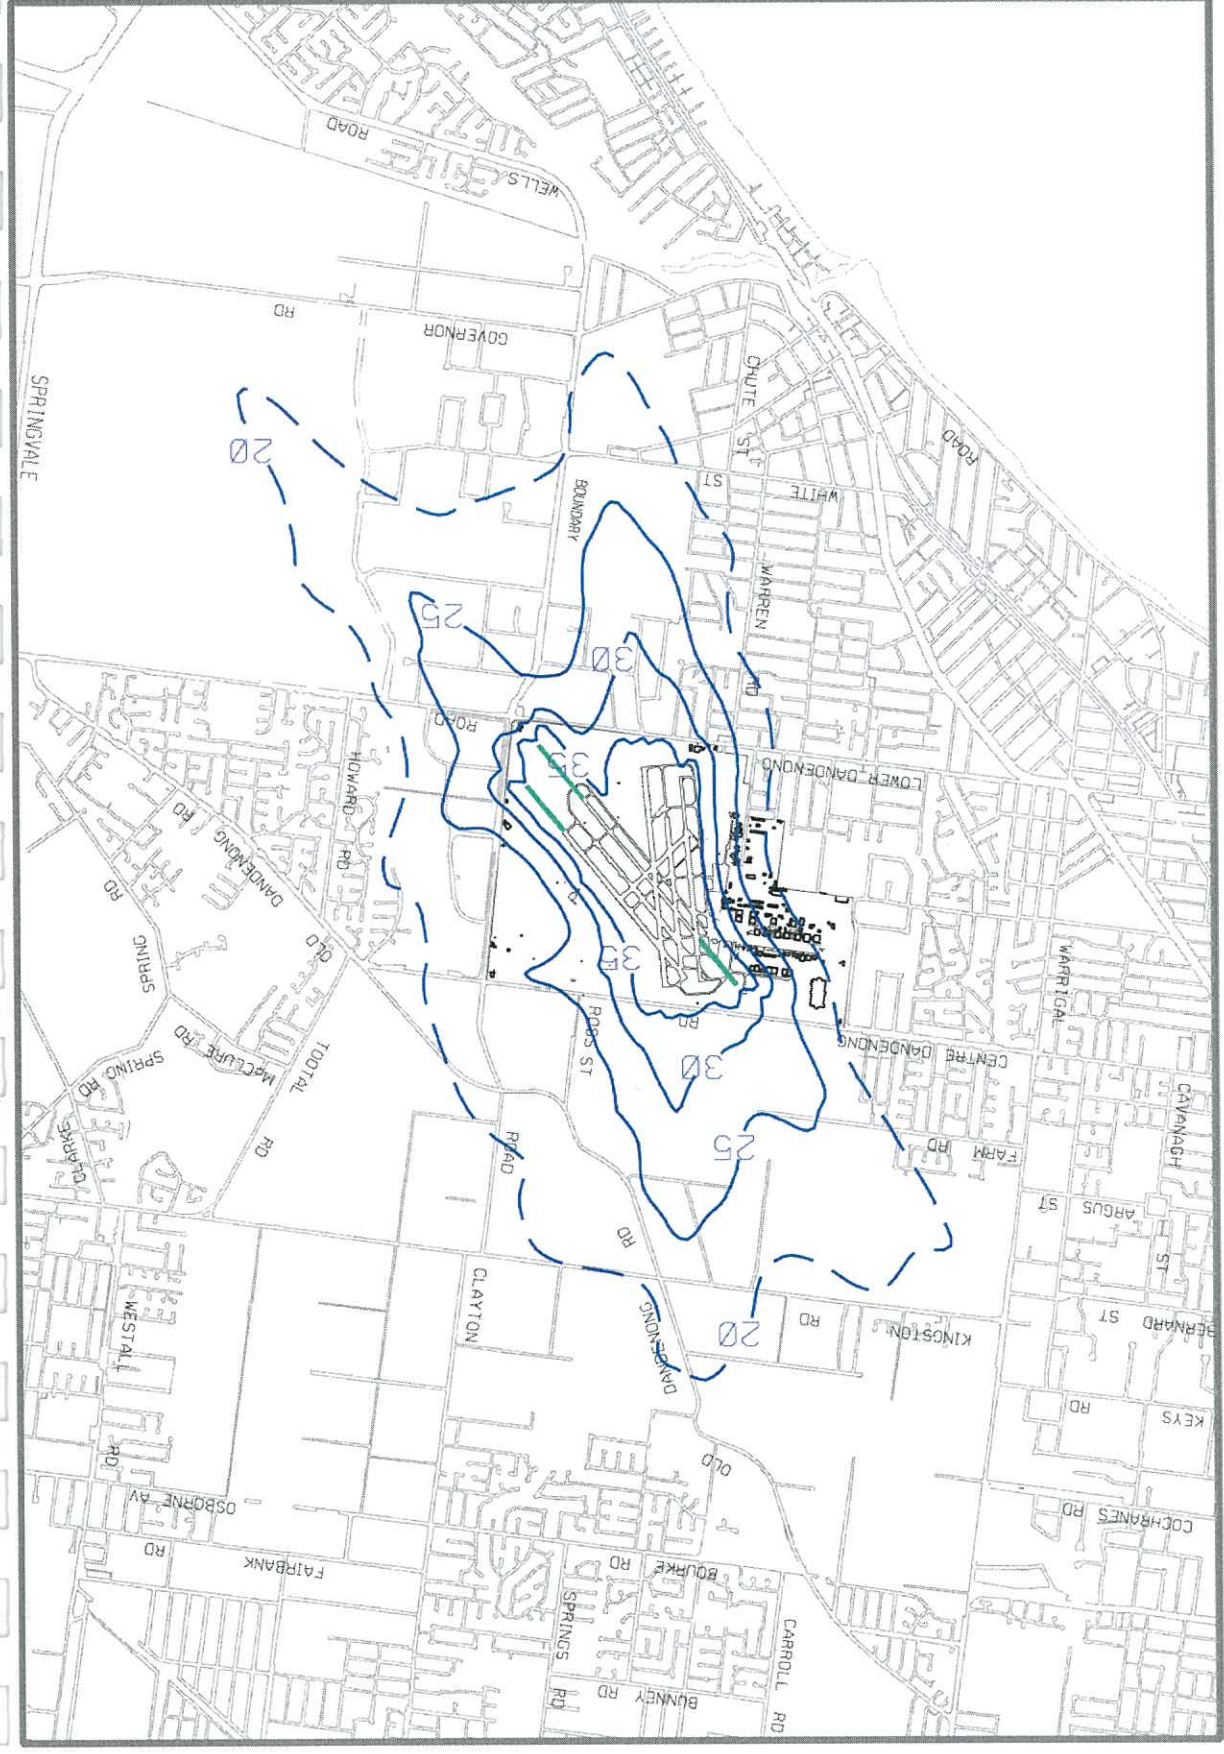 ROAD
WELLS
RD
GOVERNOR
SPRINGVALE
20
CHUTE
ST
ROAD
ST
WHITE
BOUNDARY
WARREN
RD
25
30
ROAD
35
LOWER DANDENONG
HOWARD
RD
RD
DANDENONG
OLD
RD
SPRING
35
WARRIGAL
RD
ROSS ST
CENTRE DANDENONG
McCLURE RD
SPRING RD
TOOTAL
RD
30
CLARKE
ROAD
25
FARM RD
CAVANAGH
ST
ARGUS
ST
RD
CLAYTON
WESTALL
RD
DANDENONG
20
RD
KINGSTON
BERNARD ST
KEYS
RD
OLD
OSBORNE AV
COCHRANES RD
RD
FAIRBANK
BOURKE RD
SPRINGS
RD
CARROLL
RD
BUNNEY RD